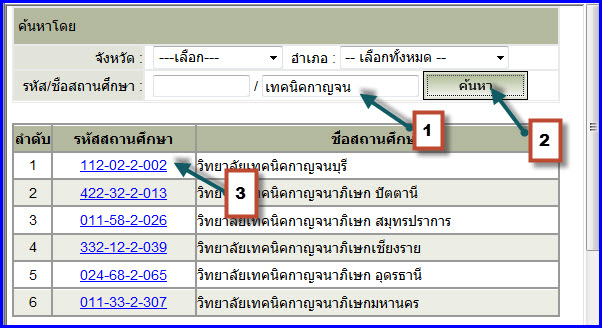 ค้นหาโดย
จังหวัด : ---เลือก--- อำเภอ : -- เลือกทั้งหมด --
รหัส/ชื่อสถานศึกษา : / เทคนิคกาญจน ค้นหา
1
2
ลำดับ รหัสสถานศึกษา ชื่อสถานศึกษา
1 112-02-2-002 วิทยาลัยเทคนิคกาญจนบุรี
3
2 422-32-2-013 วิทยาลัยเทคนิคกาญจนาภิเษก ปัตตานี
3 011-58-2-026 วิทยาลัยเทคนิคกาญจนาภิเษก สมุทรปราการ
4 332-12-2-039 วิทยาลัยเทคนิคกาญจนาภิเษกเชียงราย
5 024-68-2-065 วิทยาลัยเทคนิคกาญจนาภิเษก อุดรธานี
6 011-33-2-307 วิทยาลัยเทคนิคกาญจนาภิเษกมหานคร